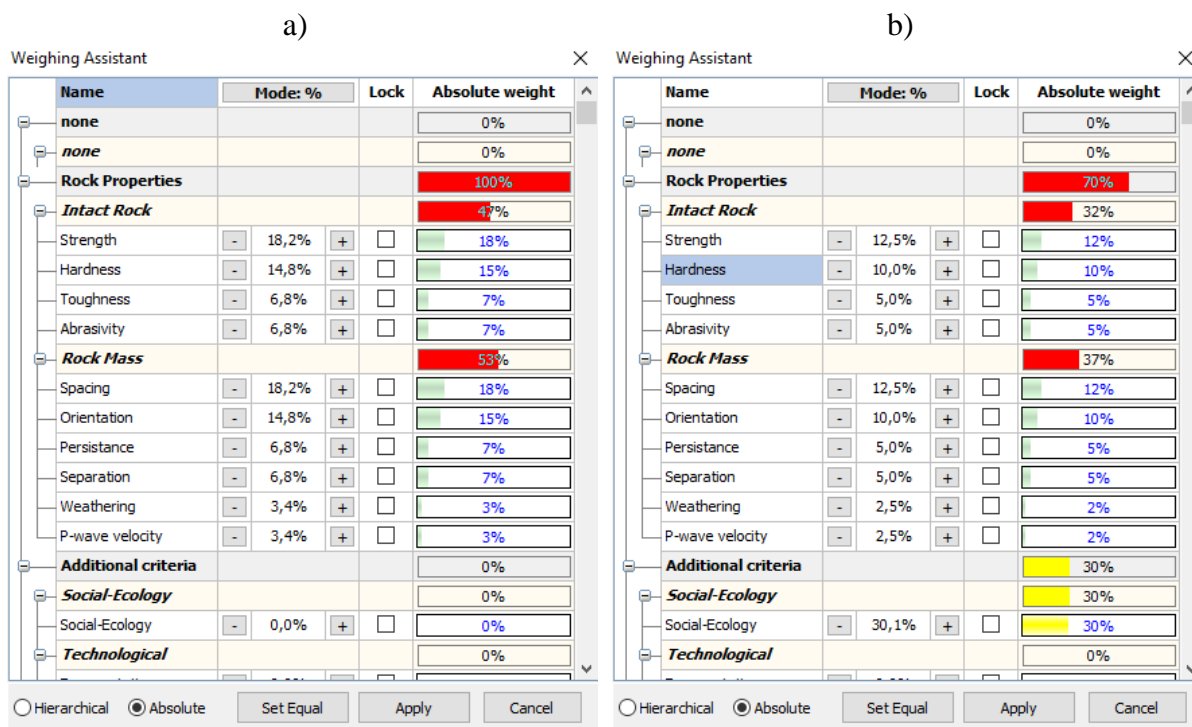 a)
Weighing Assistant
Name Mode: % Lock Absolute weight
none 0%
none 0%
Rock Properties 100%
Intact Rock 47%
Strength - 18,2% + 18%
Hardness - 14,8% + 15%
Toughness - 6,8% + 7%
Abrasivity - 6,8% + 7%
Rock Mass 53%
Spacing - 18,2% + 18%
Orientation - 14,8% + 15%
Persistance - 6,8% + 7%
Separation - 6,8% + 7%
Weathering - 3,4% + 3%
P-wave velocity - 3,4% + 3%
Additional criteria 0%
Social-Ecology 0%
Social-Ecology - 0,0% + 0%
Technological 0%
Hierarchical Absolute Set Equal Apply Cancel
b)
Weighing Assistant
Name Mode: % Lock Absolute weight
none 0%
none 0%
Rock Properties 70%
Intact Rock 32%
Strength - 12,5% + 12%
Hardness - 10,0% + 10%
Toughness - 5,0% + 5%
Abrasivity - 5,0% + 5%
Rock Mass 37%
Spacing - 12,5% + 12%
Orientation - 10,0% + 10%
Persistance - 5,0% + 5%
Separation - 5,0% + 5%
Weathering - 2,5% + 2%
P-wave velocity - 2,5% + 2%
Additional criteria 30%
Social-Ecology 30%
Social-Ecology - 30,1% + 30%
Technological 0%
Hierarchical Absolute Set Equal Apply Cancel